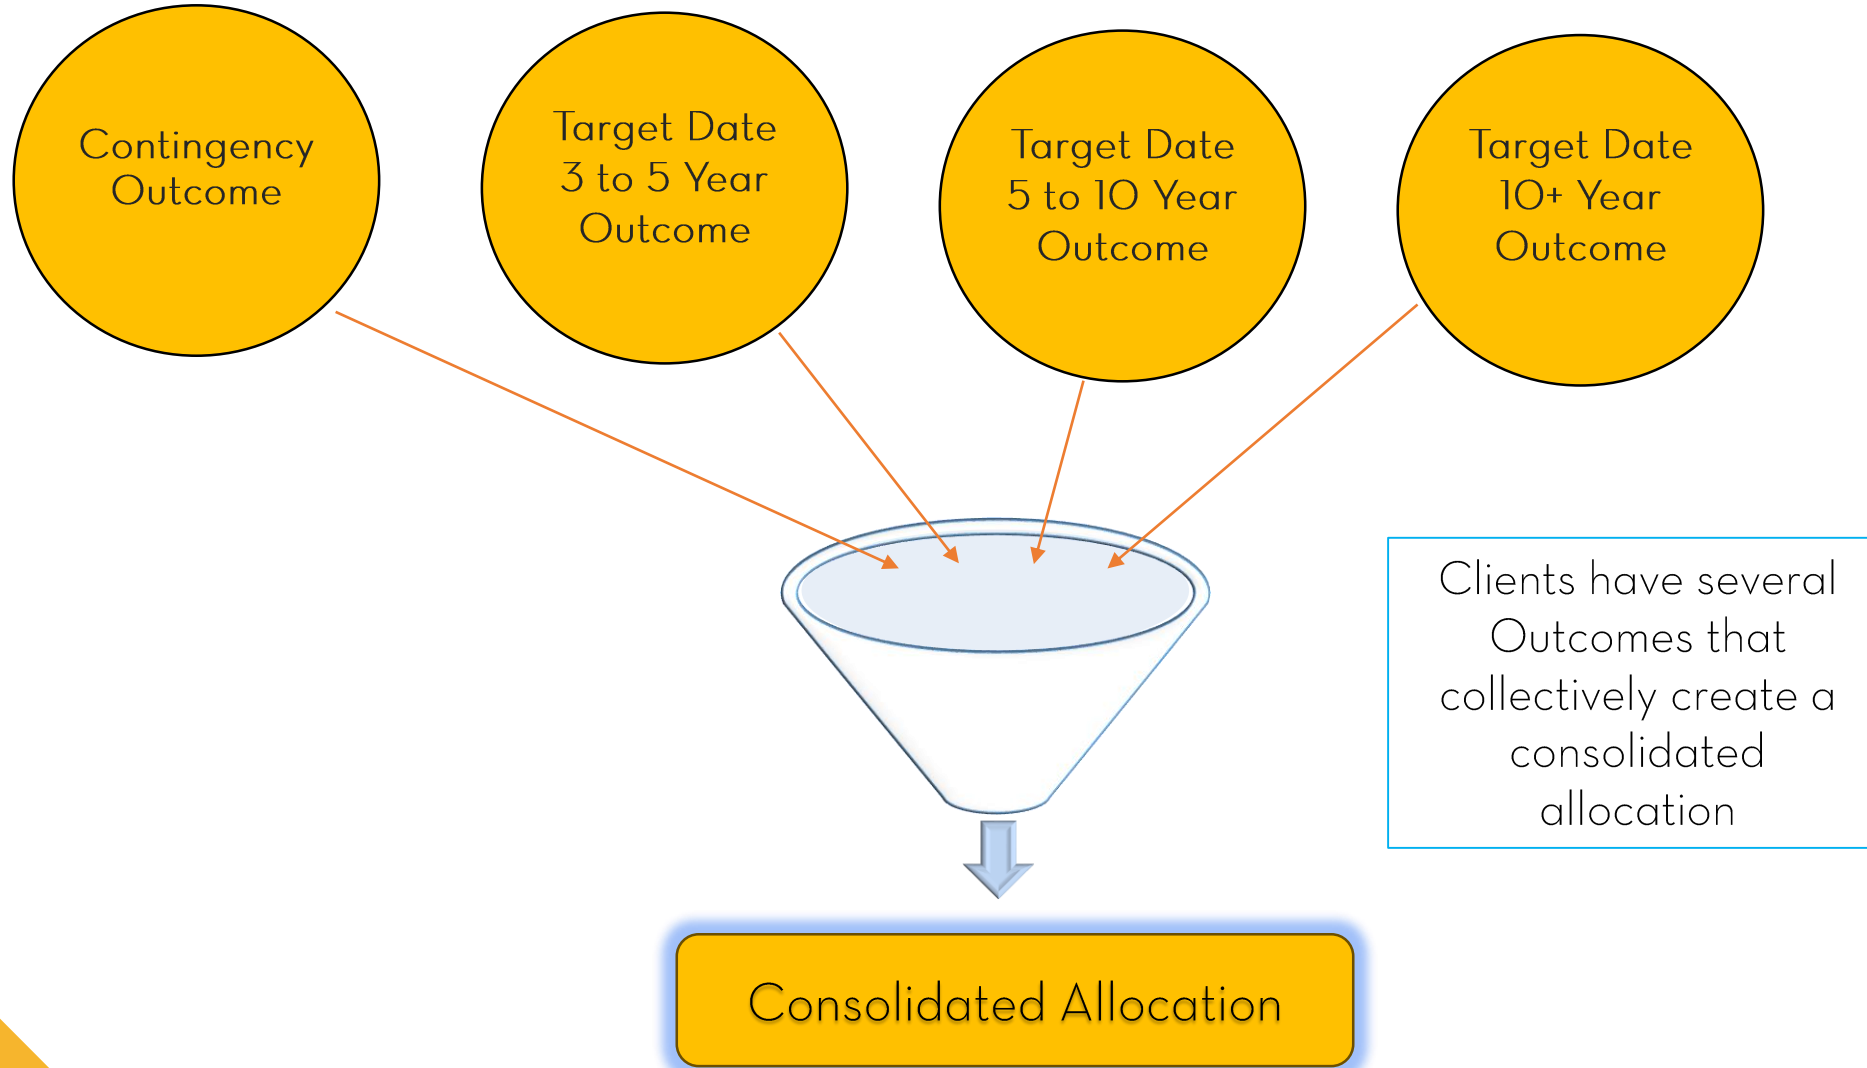 Contingency
Outcome
Target Date
3 to 5 Year
Outcome
Target Date
5 to 10 Year
Outcome
Target Date
10+ Year
Outcome
Clients have several
Outcomes that
collectively create a
consolidated
allocation
Consolidated Allocation